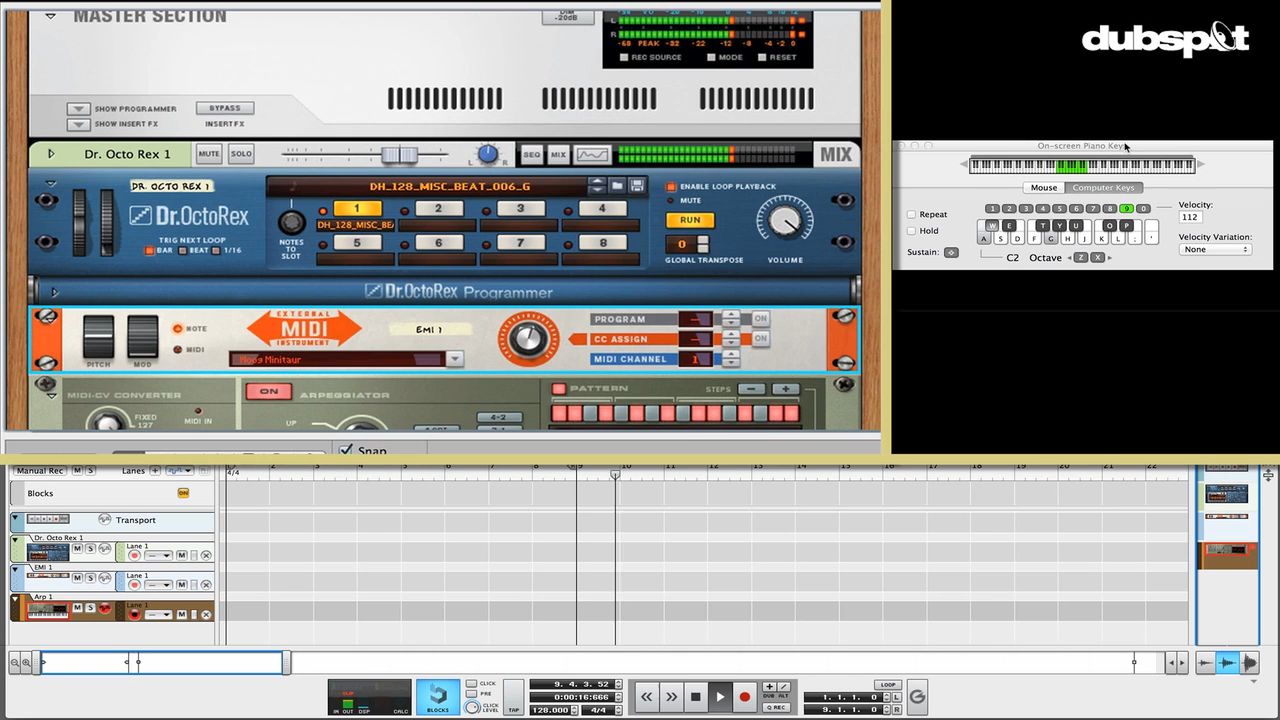 MASTER SECTION
DIM -20dB
L
R
-68 PEAK -32 -22 -12 -8 -4 -2 0
REC SOURCE MODE RESET
SHOW PROGRAMMER BYPASS
SHOW INSERT FX INSERT FX
Dr. Octo Rex 1 MUTE SOLO L R SEQ MIX MIX
DR. OCTO REX 1
Dr.OctoRex
TRIG NEXT LOOP
BAR BEAT 1/16
NOTES TO SLOT
DH_128_MISC_BEAT_006_G
1 2 3 4
DH_128_MISC_BE
5 6 7 8
ENABLE LOOP PLAYBACK
MUTE
RUN
0
GLOBAL TRANSPOSE
VOLUME
Dr.OctoRex Programmer
PITCH MOD
NOTE
MIDI
EXTERNAL
MIDI
INSTRUMENT
EMI 1
Moog Minitaur
PROGRAM ON
CC ASSIGN ON
MIDI CHANNEL 1
MIDI-CV CONVERTER
FIXED
127
MIDI IN
ON ARPEGGIATOR
UP
4-2
PATTERN STEPS - +
Snap
dubspot
On-screen Piano Keys
Mouse Computer Keys
Repeat
Hold
Sustain:
1 2 3 4 5 6 7 8 9 0
W E T Y U O P
A S D F G H J K L ; '
C2 Octave Z X
Velocity:
112
Velocity Variation:
None
Manual Rec M S Lanes +
4/4
2 3 4 5 6 7 8 9 10 11 12 13 14 15 16 17 18 19 20 21 22
Blocks ON
Transport
Dr. Octo Rex 1
M S Lane 1 M
EMI 1
M S Lane 1 M
Arp 1
M S Lane 1 M
CLIP
IN OUT DSP CALC
BLOCKS
CLICK
PRE
CLICK LEVEL
TAP
9. 4. 3. 52
0:00:16:666
128.000 4/4
DUB ALT
Q REC
LOOP
1. 1. 1. 0 L
9. 1. 1. 0 R